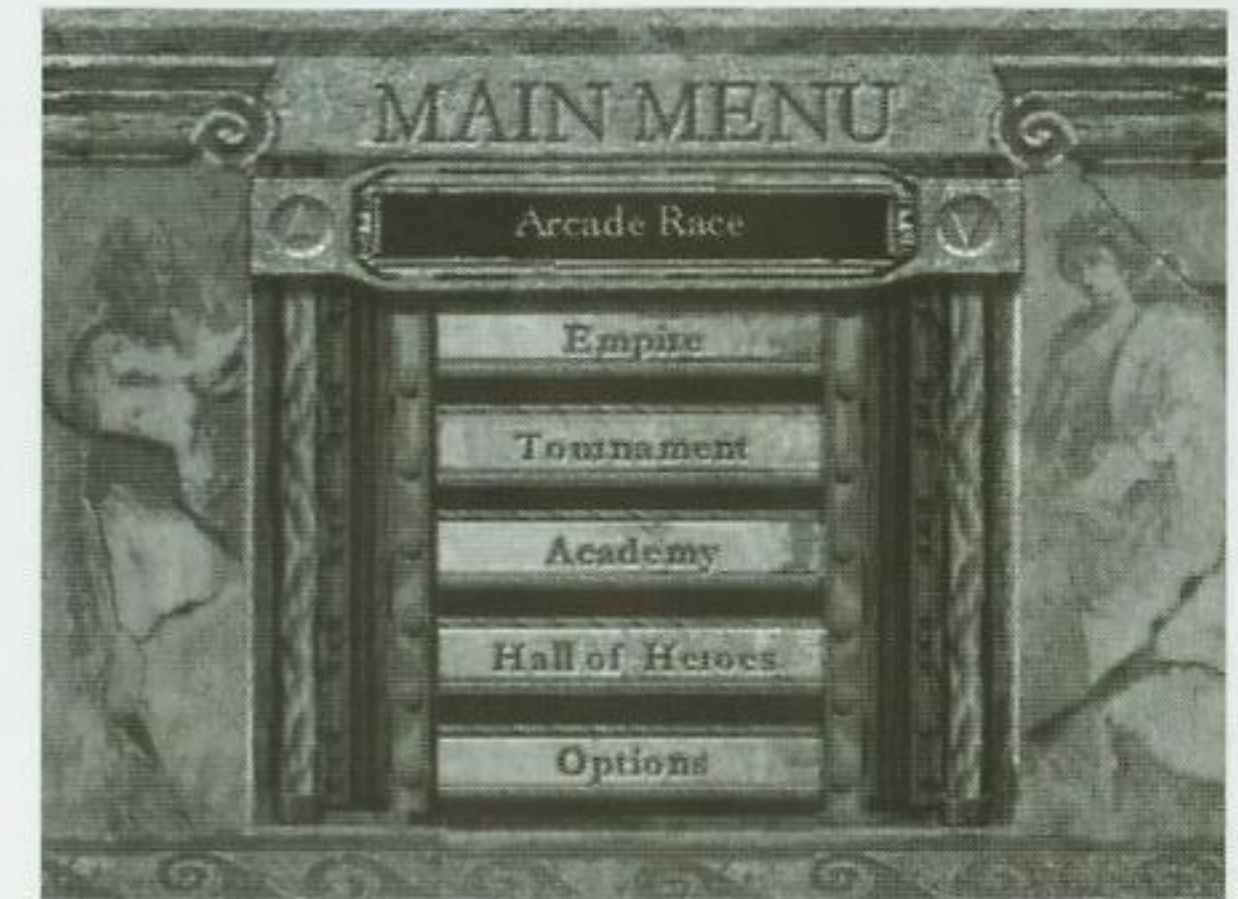 MAIN MENU
Arcade Race
Empire
Tournament
Academy
Hall of Heroes
Options